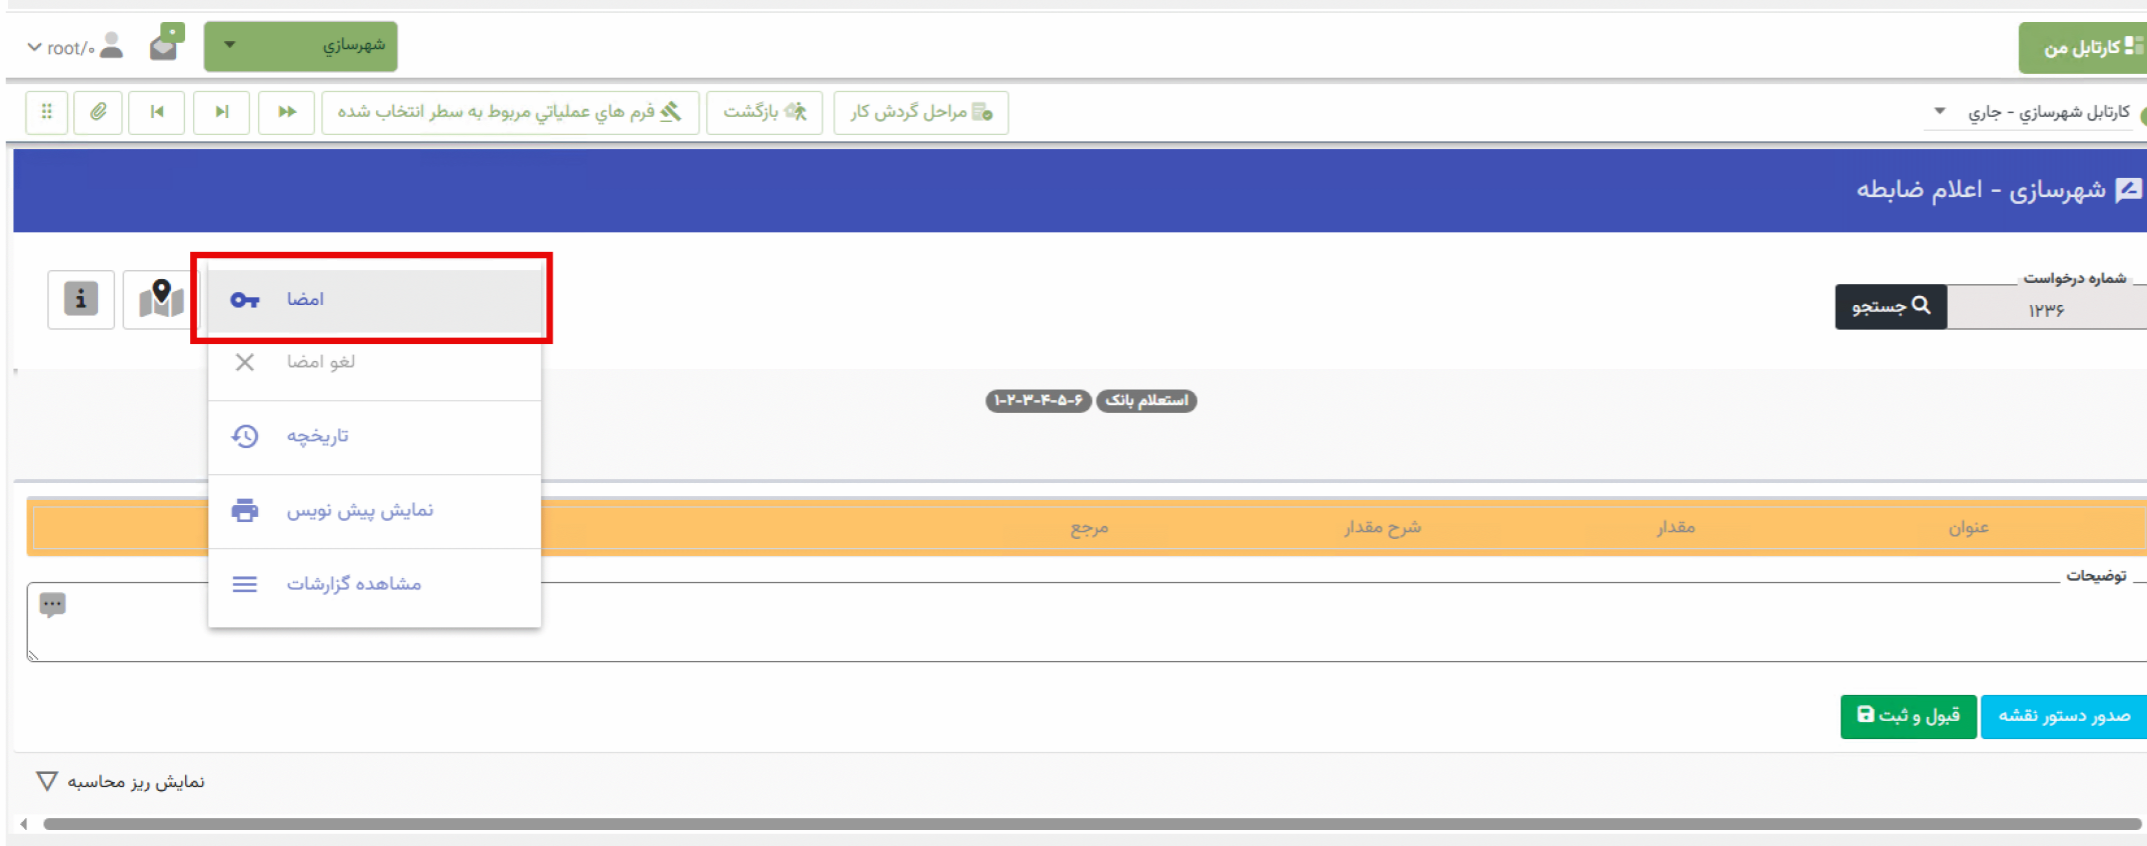 کارتابل من
شهرسازي
root/۰
کارتابل شهرسازي - جاري
مراحل گردش کار
بازگشت
فرم هاي عملياتي مربوط به سطر انتخاب شده
شهرسازی - اعلام ضابطه
شماره درخواست
۱۲۳۶
جستجو
امضا
لغو امضا
تاریخچه
نمایش پیش نویس
مشاهده گزارشات
استعلام بانک ۶-۵-۴-۳-۲-۱
عنوان مقدار شرح مقدار مرجع
توضیحات
صدور دستور نقشه
قبول و ثبت
نمایش ریز محاسبه